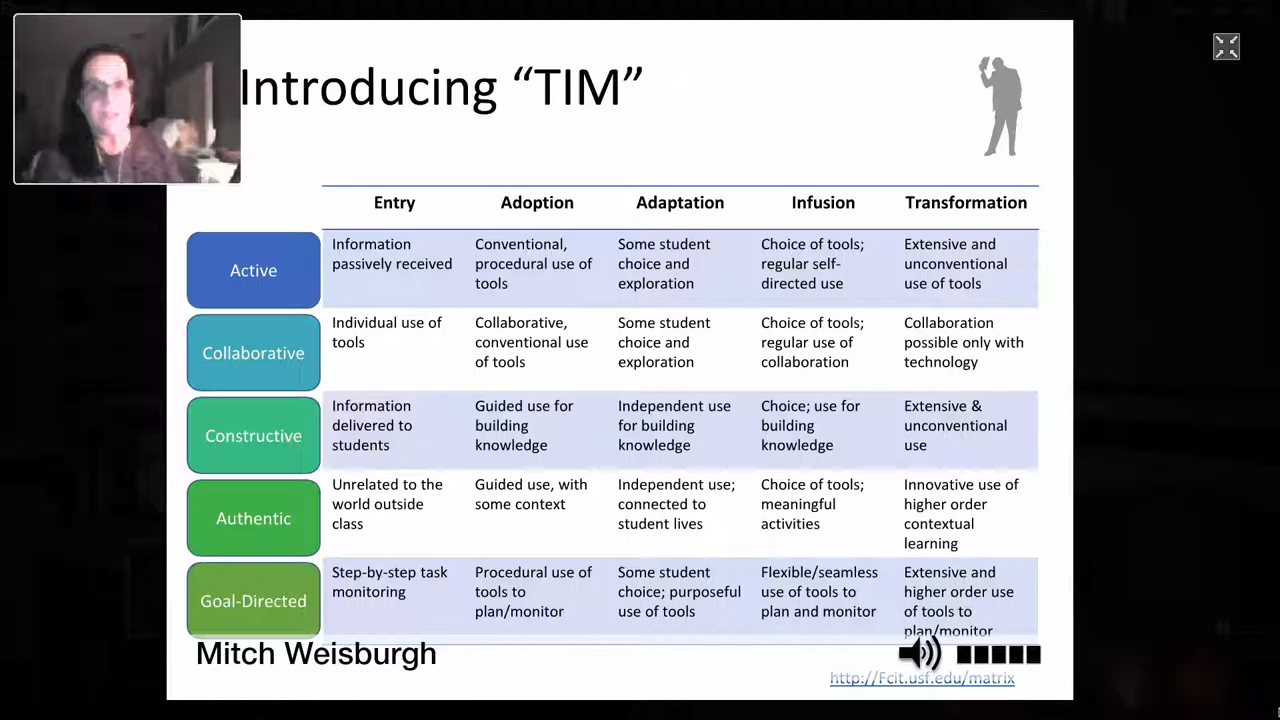 Introducing “TIM”
Entry Adoption Adaptation Infusion Transformation
Active
Information
passively received
Conventional,
procedural use of
tools
Some student
choice and
exploration
Choice of tools;
regular self-
directed use
Extensive and
unconventional
use of tools
Collaborative
Individual use of
tools
Collaborative,
conventional use
of tools
Some student
choice and
exploration
Choice of tools;
regular use of
collaboration
Collaboration
possible only with
technology
Constructive
Information
delivered to
students
Guided use for
building
knowledge
Independent use
for building
knowledge
Choice; use for
building
knowledge
Extensive &
unconventional
use
Authentic
Unrelated to the
world outside
class
Guided use, with
some context
Independent use;
connected to
student lives
Choice of tools;
meaningful
activities
Innovative use of
higher order
contextual
learning
Goal-Directed
Step-by-step task
monitoring
Procedural use of
tools to
plan/monitor
Some student
choice; purposeful
use of tools
Flexible/seamless
use of tools to
plan and monitor
Extensive and
higher order use
of tools to
plan/monitor
Mitch Weisburgh
http://Fcit.usf.edu/matrix